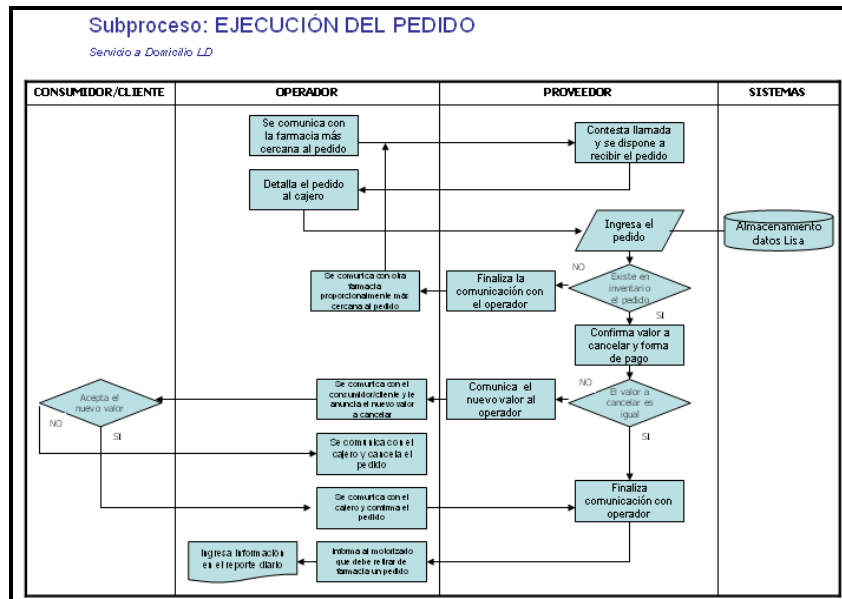 Subproceso: EJECUCIÓN DEL PEDIDO
Servicio a Domicilio LD
CONSUMIDOR/CLIENTE
OPERADOR
PROVEEDOR
SISTEMAS
Se comunica con
la farmacia más
cercana al pedido
Contesta llamada
y se dispone a
recibir el pedido
Detalla el pedido
al cajero
Ingresa el
pedido
Almacenamiento
datos Lisa
NO
Existe en
inventario
el pedido
SI
Finaliza la
comunicación con
el operador
Se comunica con otra
farmacia
proporcionalmente más
cercana al pedido
Confirma valor a
cancelar y forma
de pago
NO
El valor a
cancelar es
igual
SI
Comunica el
nuevo valor al
operador
Se comunica con el
consumidor/cliente y le
anuncia el nuevo valor
a cancelar
Acepta el
nuevo valor
NO
SI
Se comunica con el
cajero y cancela el
pedido
Se comunica con el
cajero y confirma el
pedido
Finaliza
comunicación con
operador
Informa al motorizado
que debe retirar de
farmacia un pedido
Ingresa Información
en el reporte diario